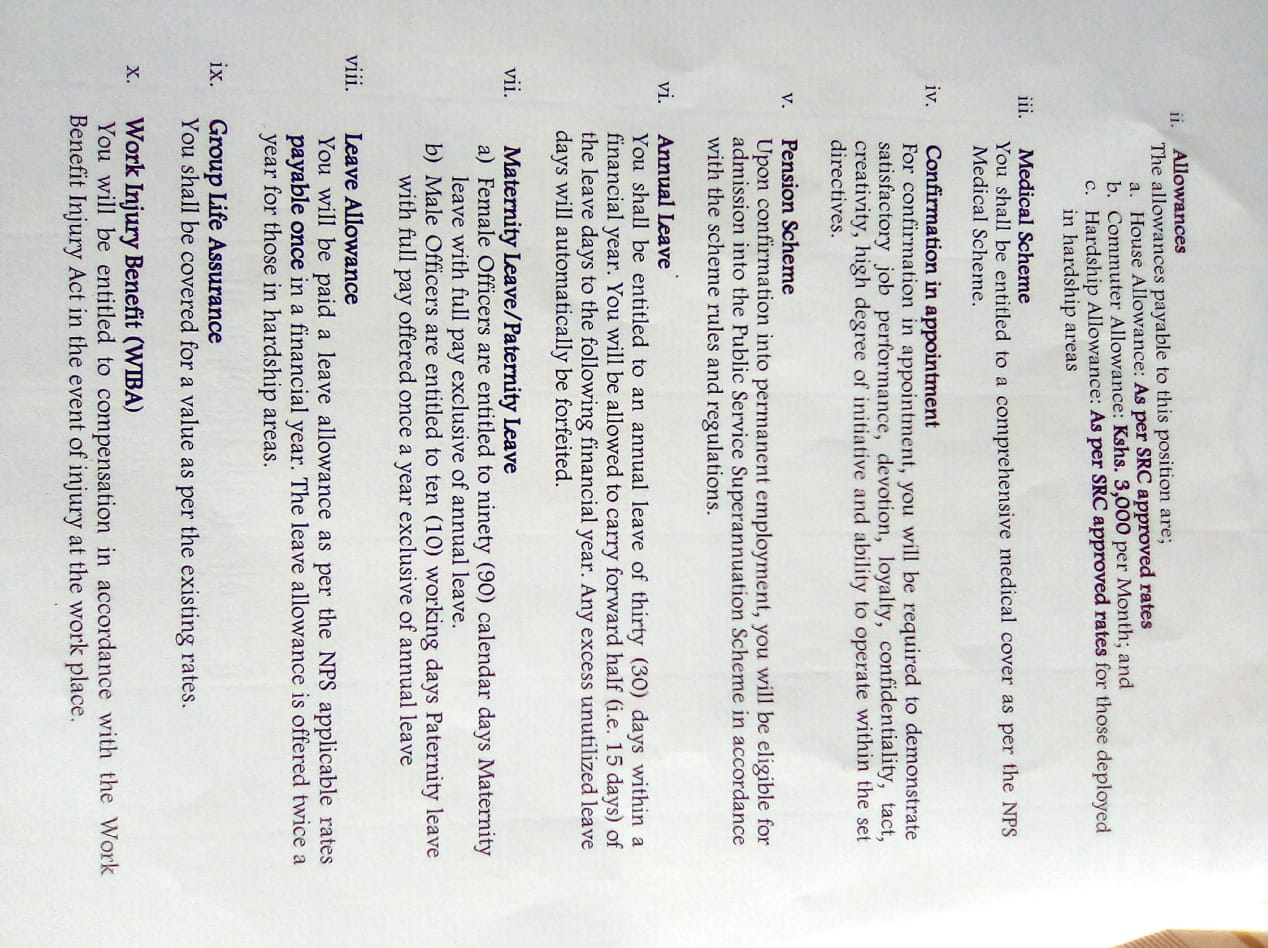 ii. Allowances
The allowances payable to this position are;
a. House Allowance: As per SRC approved rates
b. Commuter Allowance: Kshs. 3,000 per Month; and
c. Hardship Allowance: As per SRC approved rates for those deployed
in hardship areas
iii. Medical Scheme
You shall be entitled to a comprehensive medical cover as per the NPS
Medical Scheme.
iv. Confirmation in appointment
For confirmation in appointment, you will be required to demonstrate
satisfactory job performance, devotion, loyalty, confidentiality, tact,
creativity, high degree of initiative and ability to operate within the set
directives.
v. Pension Scheme
Upon confirmation into permanent employment, you will be eligible for
admission into the Public Service Superannuation Scheme in accordance
with the scheme rules and regulations.
vi. Annual Leave
You shall be entitled to an annual leave of thirty (30) days within a
financial year. You will be allowed to carry forward half (i.e. 15 days) of
the leave days to the following financial year. Any excess unutilized leave
days will automatically be forfeited.
vii. Maternity Leave/Paternity Leave
a) Female Officers are entitled to ninety (90) calendar days Maternity
leave with full pay exclusive of annual leave.
b) Male Officers are entitled to ten (10) working days Paternity leave
with full pay offered once a year exclusive of annual leave
viii. Leave Allowance
You will be paid a leave allowance as per the NPS applicable rates
payable once in a financial year. The leave allowance is offered twice a
year for those in hardship areas.
ix. Group Life Assurance
You shall be covered for a value as per the existing rates.
x. Work Injury Benefit (WIBA)
You will be entitled to compensation in accordance with the Work
Benefit Injury Act in the event of injury at the work place.